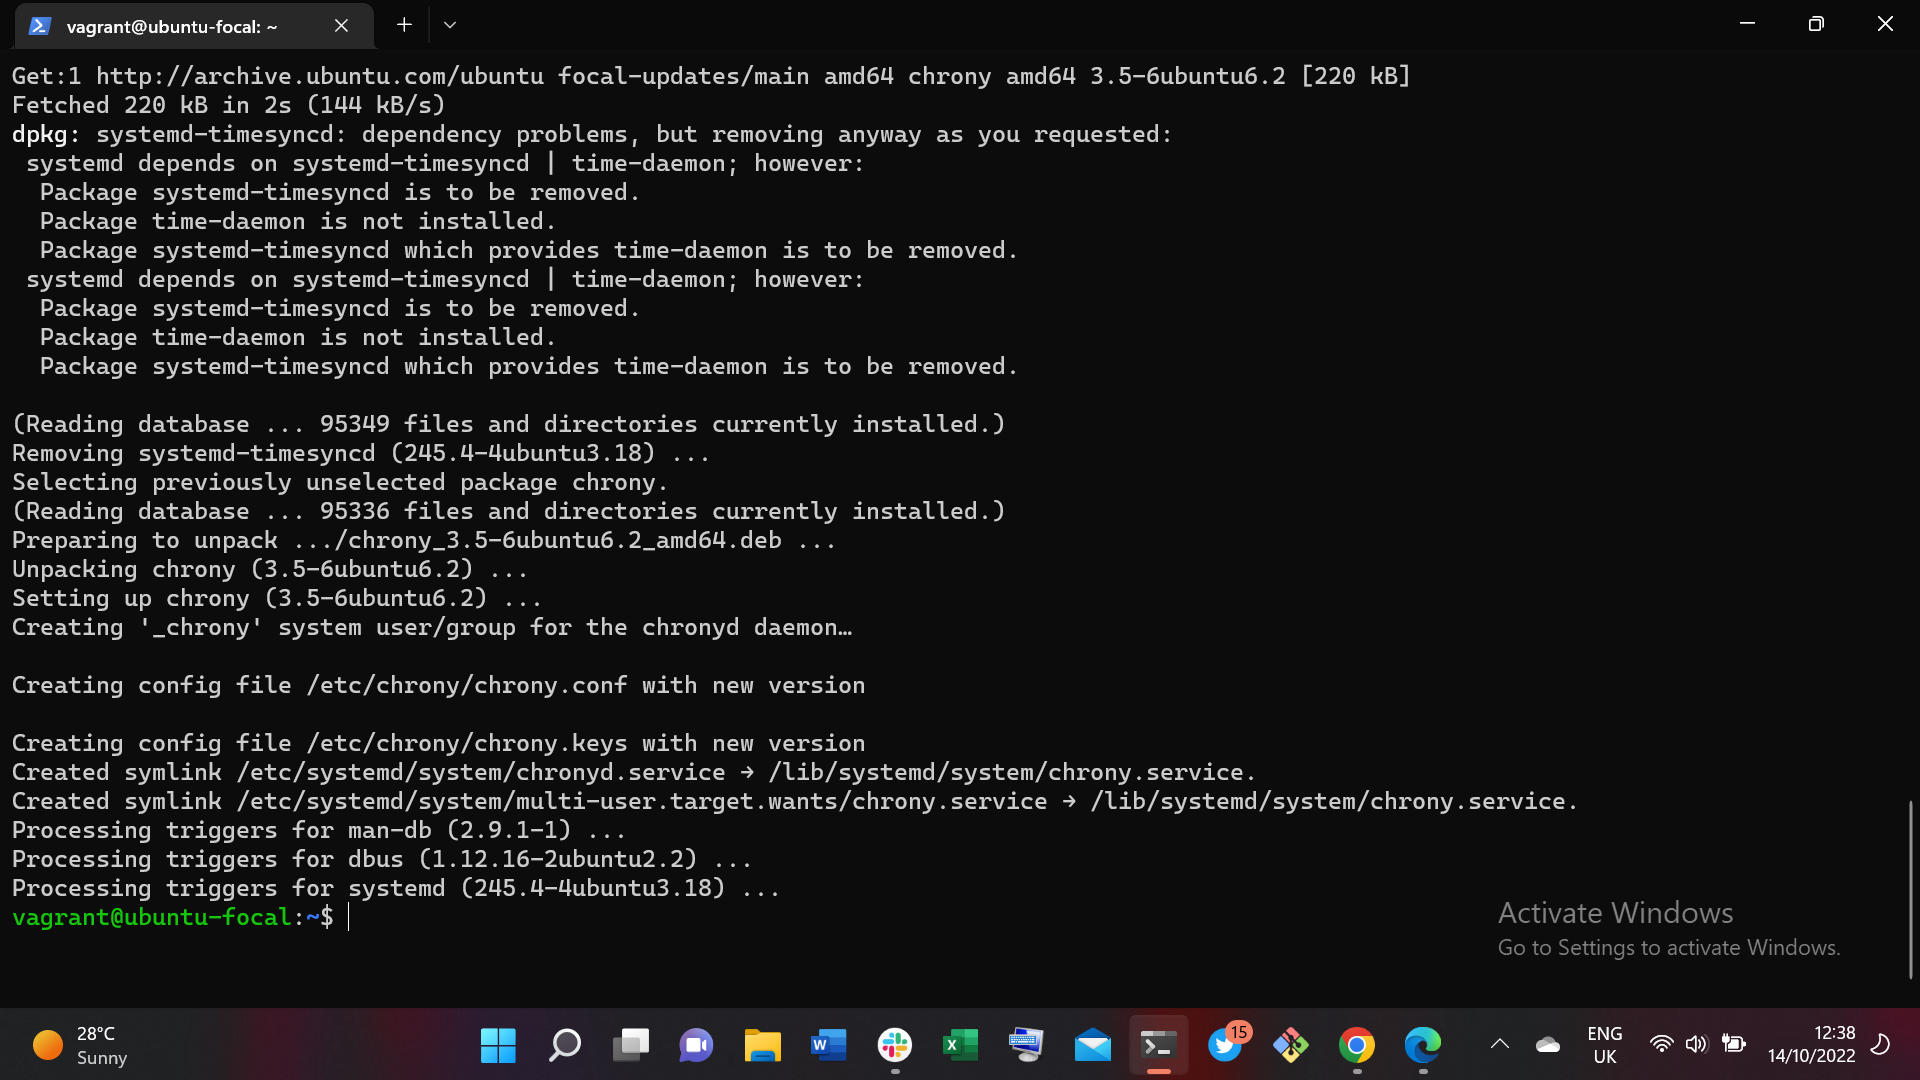 vagrant@ubuntu-focal: ~
Get:1 http://archive.ubuntu.com/ubuntu focal-updates/main amd64 chrony amd64 3.5-6ubuntu6.2 [220 kB]
Fetched 220 kB in 2s (144 kB/s)
dpkg: systemd-timesyncd: dependency problems, but removing anyway as you requested:
 systemd depends on systemd-timesyncd | time-daemon; however:
  Package systemd-timesyncd is to be removed.
  Package time-daemon is not installed.
  Package systemd-timesyncd which provides time-daemon is to be removed.
 systemd depends on systemd-timesyncd | time-daemon; however:
  Package systemd-timesyncd is to be removed.
  Package time-daemon is not installed.
  Package systemd-timesyncd which provides time-daemon is to be removed.
(Reading database ... 95349 files and directories currently installed.)
Removing systemd-timesyncd (245.4-4ubuntu3.18) ...
Selecting previously unselected package chrony.
(Reading database ... 95336 files and directories currently installed.)
Preparing to unpack .../chrony_3.5-6ubuntu6.2_amd64.deb ...
Unpacking chrony (3.5-6ubuntu6.2) ...
Setting up chrony (3.5-6ubuntu6.2) ...
Creating '_chrony' system user/group for the chronyd daemon…
Creating config file /etc/chrony/chrony.conf with new version
Creating config file /etc/chrony/chrony.keys with new version
Created symlink /etc/systemd/system/chronyd.service → /lib/systemd/system/chrony.service.
Created symlink /etc/systemd/system/multi-user.target.wants/chrony.service → /lib/systemd/system/chrony.service.
Processing triggers for man-db (2.9.1-1) ...
Processing triggers for dbus (1.12.16-2ubuntu2.2) ...
Processing triggers for systemd (245.4-4ubuntu3.18) ...
vagrant@ubuntu-focal:~$
Activate Windows
Go to Settings to activate Windows.
28°C
Sunny
W
X
15
ENG
UK
12:38
14/10/2022